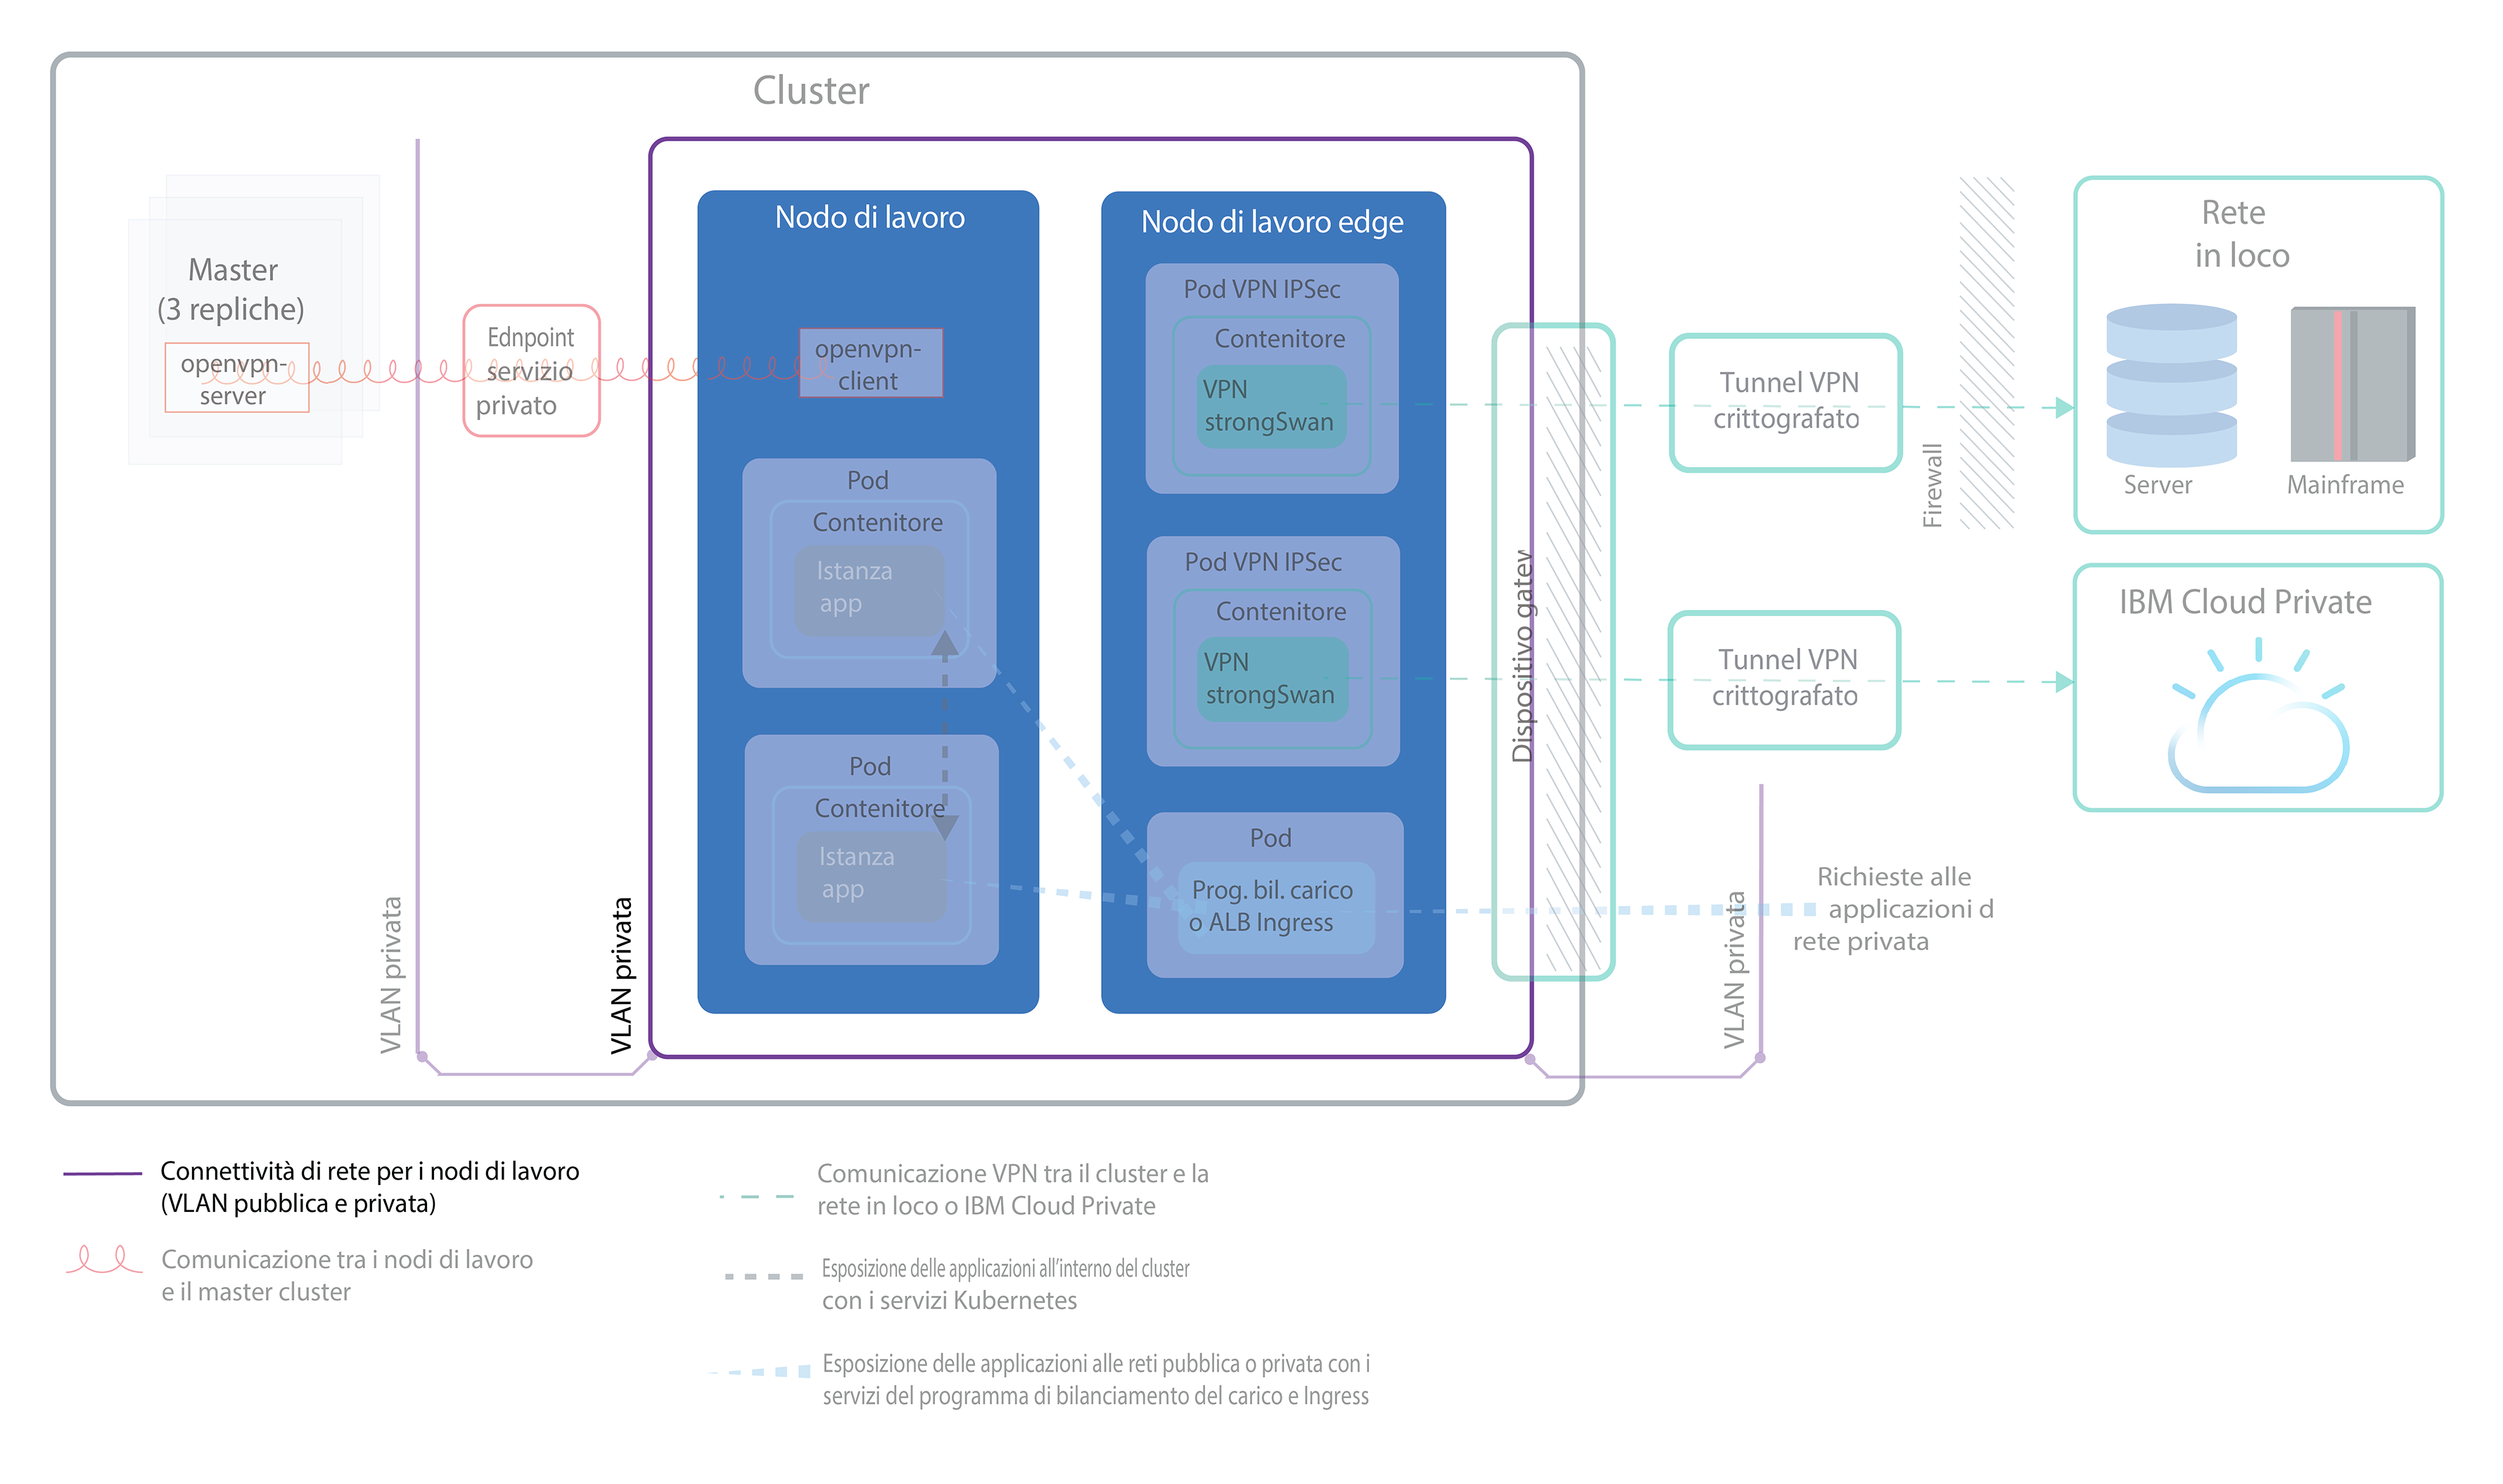 Cluster
Master
(3 repliche)
openvpn-
server
VLAN privata
Ednpoint
servizio
privato
VLAN privata
Nodo di lavoro
openvpn-
client
Pod
Contenitore
Istanza
app
Pod
Contenitore
Istanza
app
Nodo di lavoro edge
Pod VPN IPSec
Contenitore
VPN
strongSwan
Pod VPN IPSec
Contenitore
VPN
strongSwan
Pod
Prog. bil. carico
o ALB Ingress
Dispositivo gatev
Tunnel VPN
crittografato
Firewall
Tunnel VPN
crittografato
VLAN privata
Richieste alle
applicazioni d
rete privata
Rete
in loco
Server
Mainframe
IBM Cloud Private
Connettività di rete per i nodi di lavoro
(VLAN pubblica e privata)
Comunicazione tra i nodi di lavoro
e il master cluster
Comunicazione VPN tra il cluster e la
rete in loco o IBM Cloud Private
Esposizione delle applicazioni all’interno del cluster
con i servizi Kubernetes
Esposizione delle applicazioni alle reti pubblica o privata con i
servizi del programma di bilanciamento del carico e Ingress